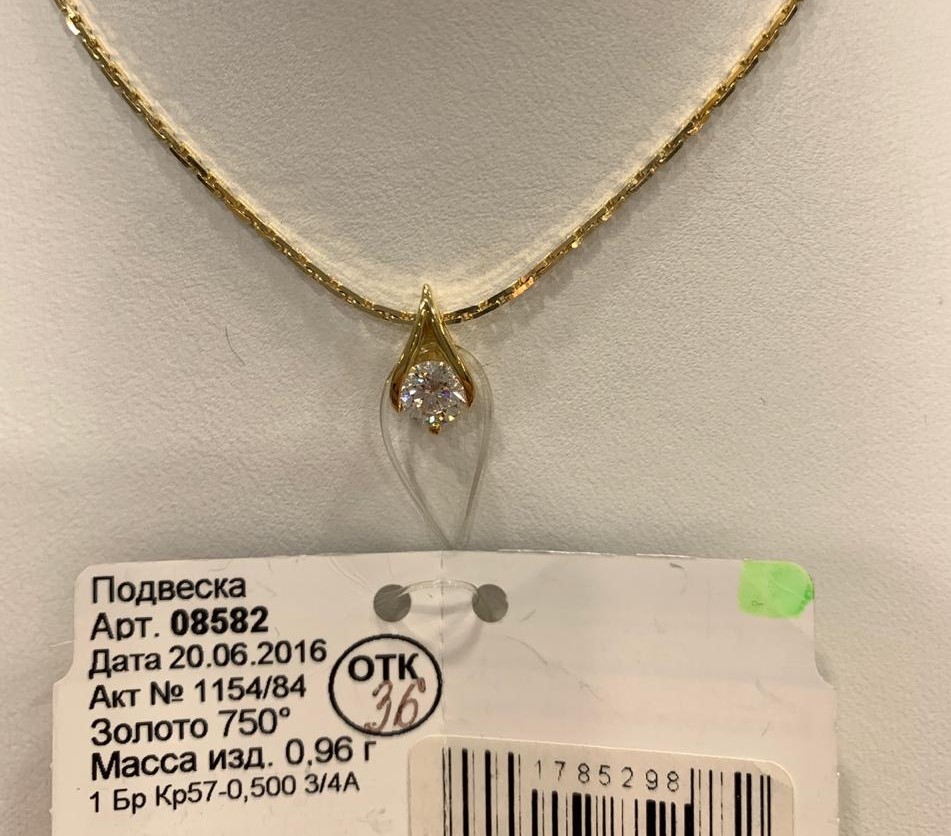 Подвеска
Арт. 08582
Дата 20.06.2016
Акт № 1154/84
Золото 750°
Масса изд. 0,96 г
1 Бр Кр57-0,500 3/4А
ОТК
36
1785298